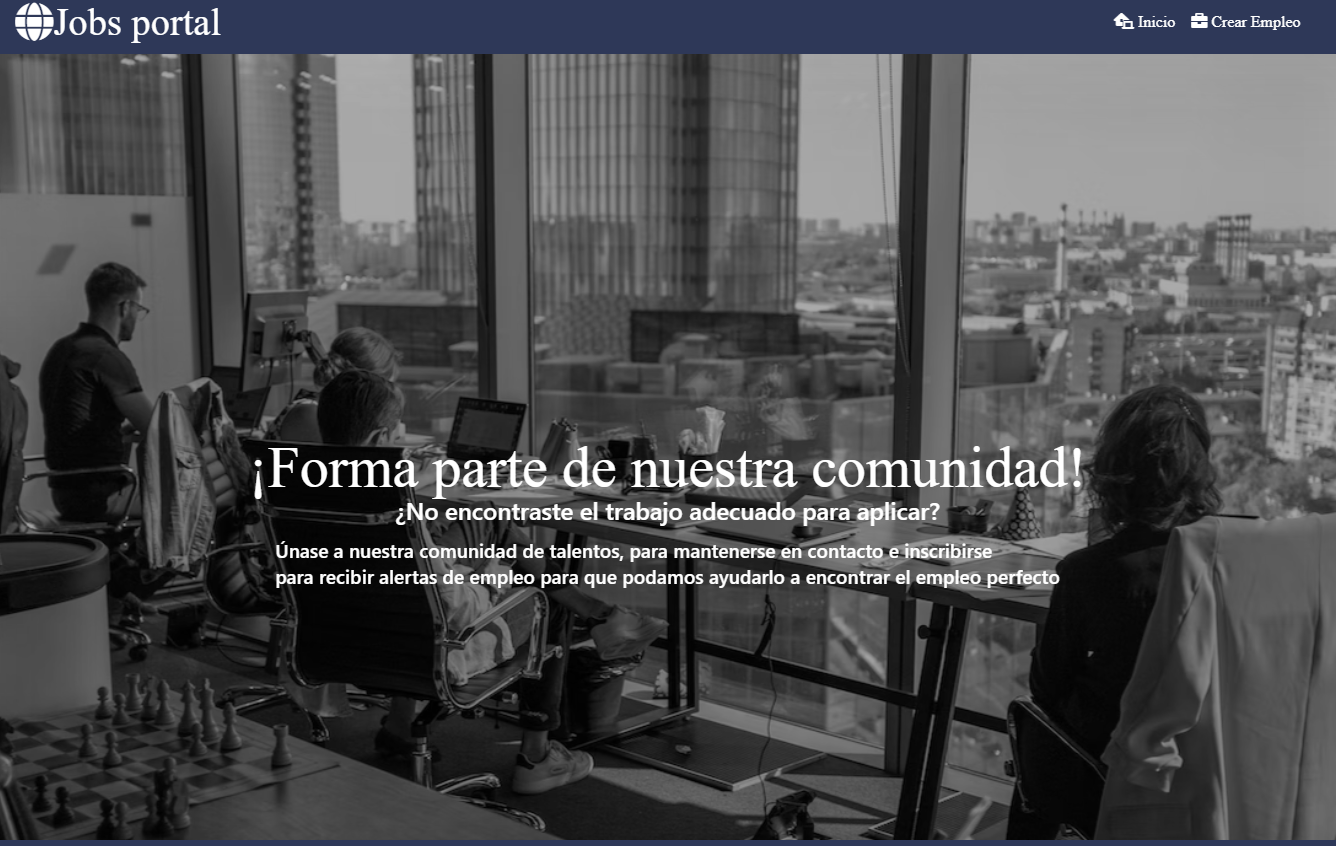 Jobs portal
Inicio
Crear Empleo
¡Forma parte de nuestra comunidad!
¿No encontraste el trabajo adecuado para aplicar?
Únase a nuestra comunidad de talentos, para mantenerse en contacto e inscribirse
para recibir alertas de empleo para que podamos ayudarlo a encontrar el empleo perfecto